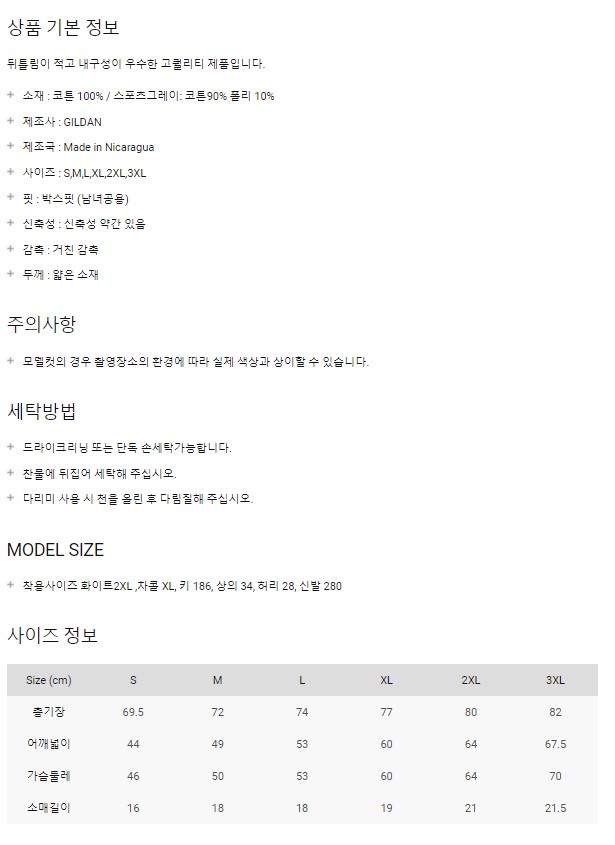 상품 기본 정보
뒤틀림이 적고 내구성이 우수한 고퀄리티 제품입니다.
+ 소재 : 코튼 100% / 스포츠그레이: 코튼90% 폴리 10%
+ 제조사 : GILDAN
+ 제조국 : Made in Nicaragua
+ 사이즈 : S,M,L,XL,2XL,3XL
+ 핏 : 박스핏 (남녀공용)
+ 신축성 : 신축성 약간 있음
+ 감촉 : 거친 감촉
+ 두께 : 얇은 소재
주의사항
+ 모델컷의 경우 촬영장소의 환경에 따라 실제 색상과 상이할 수 있습니다.
세탁방법
+ 드라이크리닝 또는 단독 손세탁가능합니다.
+ 찬물에 뒤집어 세탁해 주십시오.
+ 다리미 사용 시 천을 올린 후 다림질해 주십시오.
MODEL SIZE
+ 착용사이즈 화이트2XL ,차콜 XL, 키 186, 상의 34, 허리 28, 신발 280
사이즈 정보
Size (cm) S M L XL 2XL 3XL
총기장 69.5 72 74 77 80 82
어깨넓이 44 49 53 60 64 67.5
가슴둘레 46 50 53 60 64 70
소매길이 16 18 18 19 21 21.5